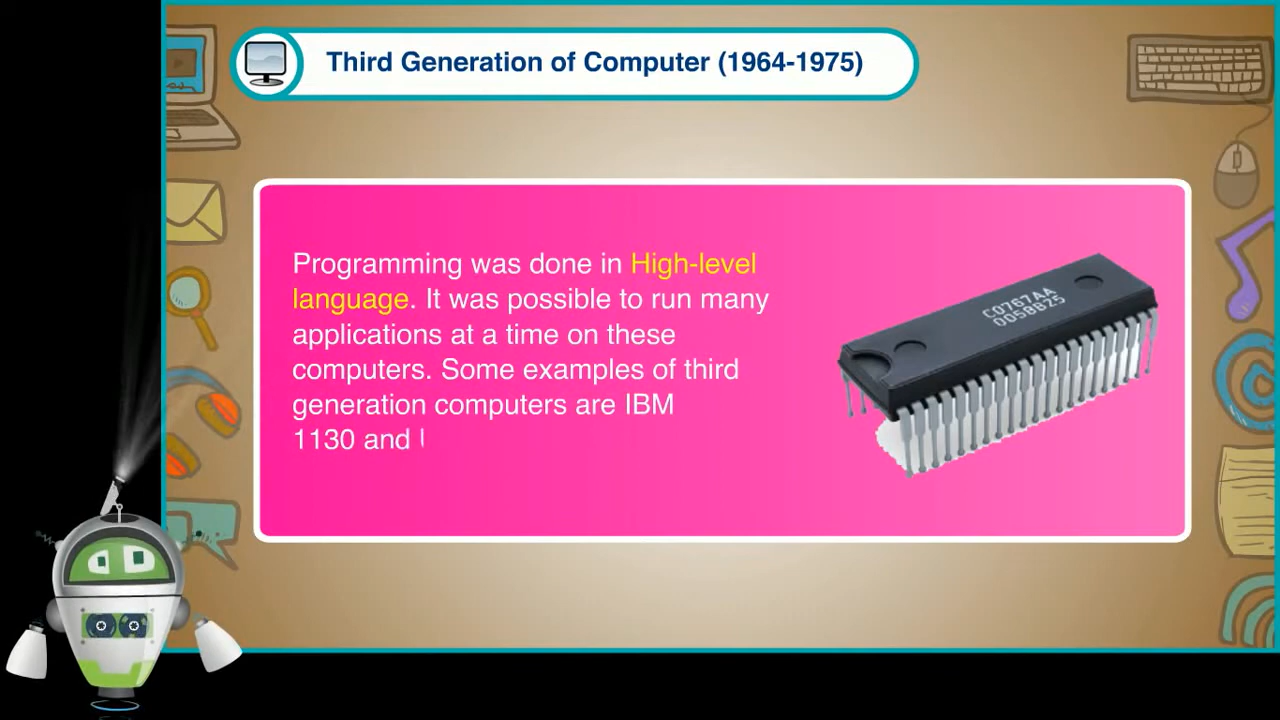 Third Generation of Computer (1964-1975)
Programming was done in High-level
language. It was possible to run many
applications at a time on these
computers. Some examples of third
generation computers are IBM
1130 and
C0767AA
005BB25